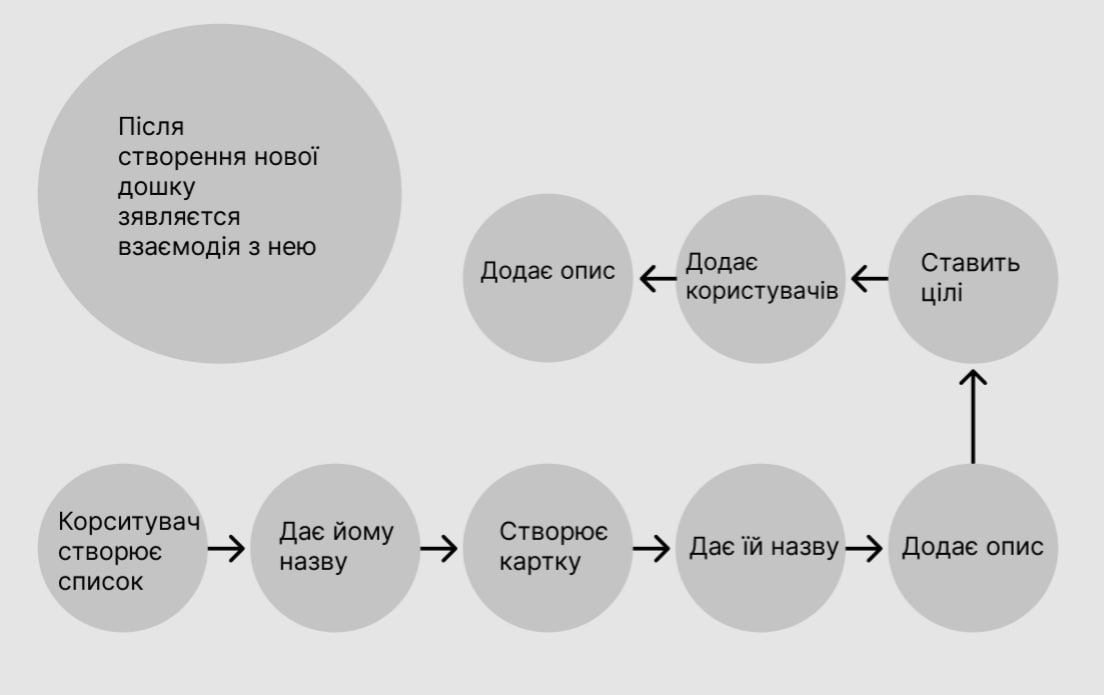 Після
створення нової
дошку
зявляєтся
взаємодія з нею
Корситувач
створює
список
Дає йому
назву
Створює
картку
Дає їй назву
Додає опис
Ставить
цілі
Додає
користувачів
Додає опис